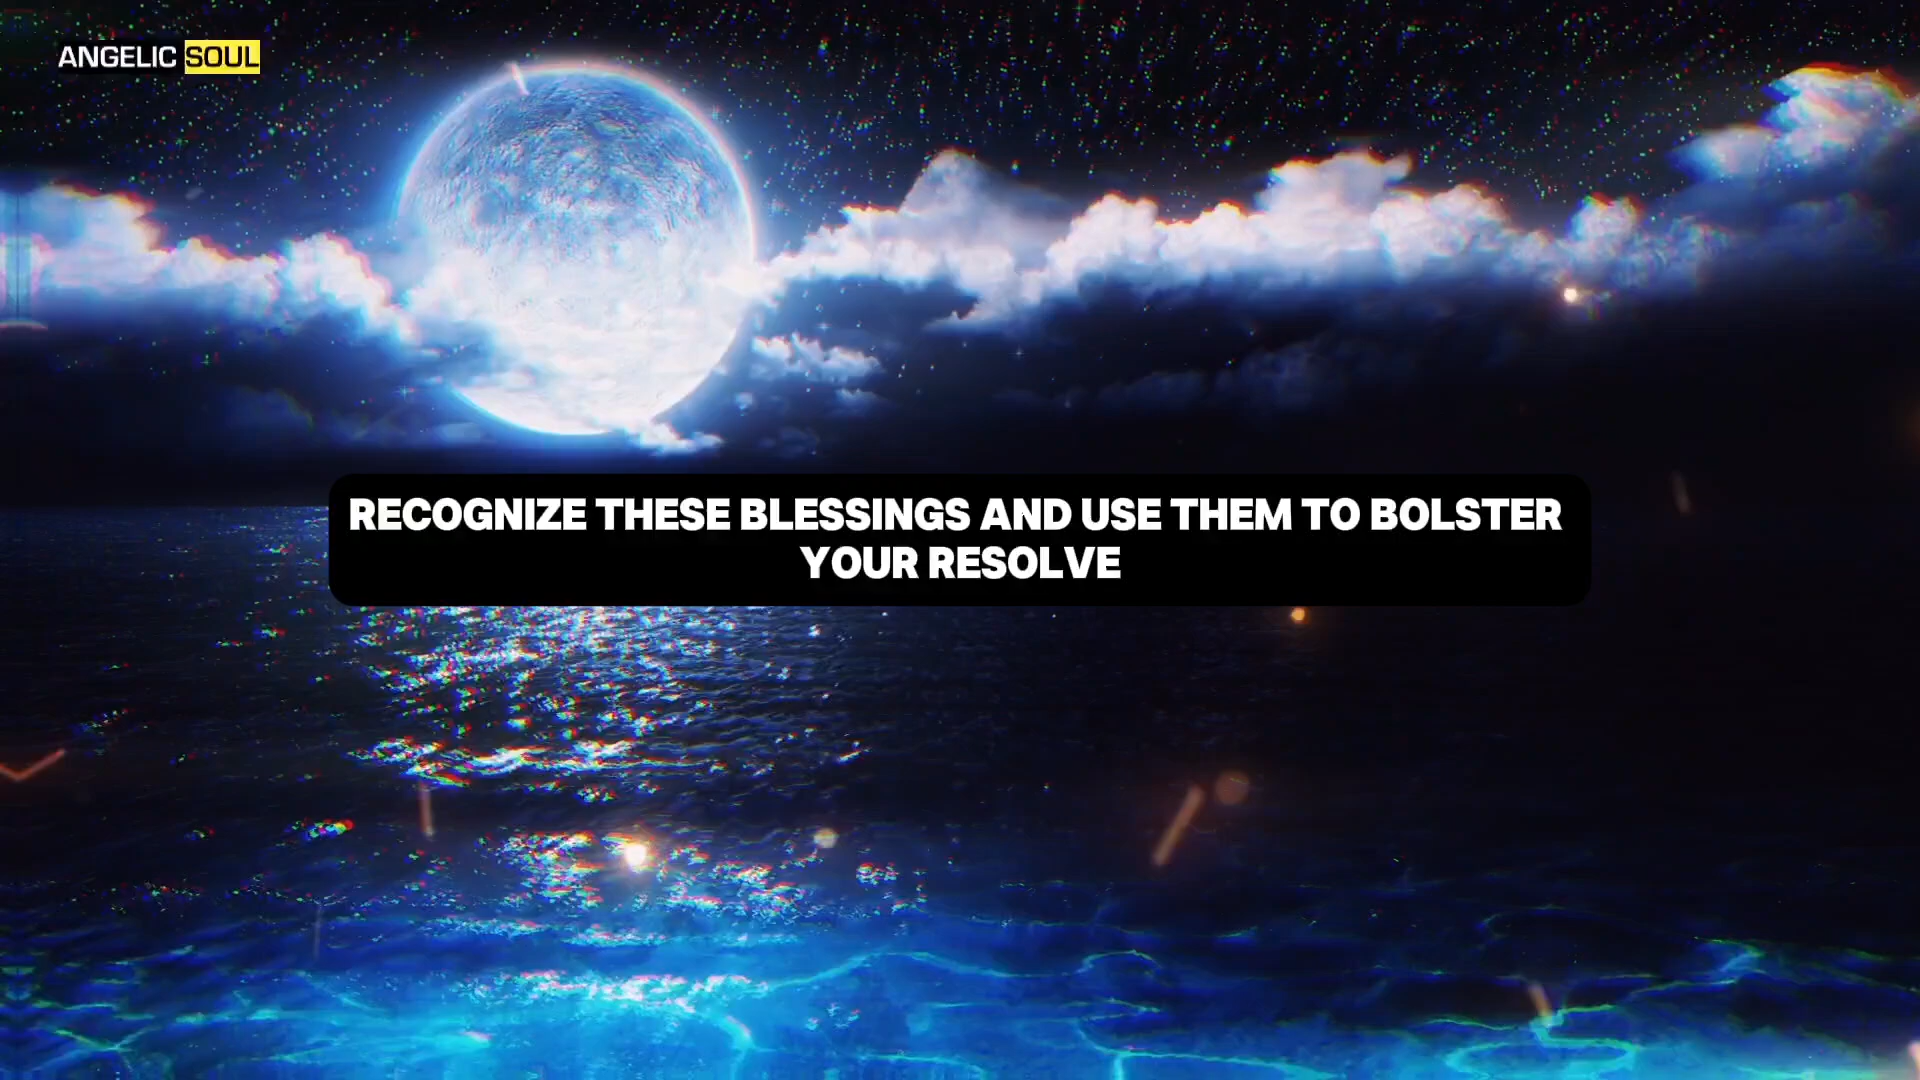 ANGELIC SOUL
RECOGNIZE THESE BLESSINGS AND USE THEM TO BOLSTER
YOUR RESOLVE